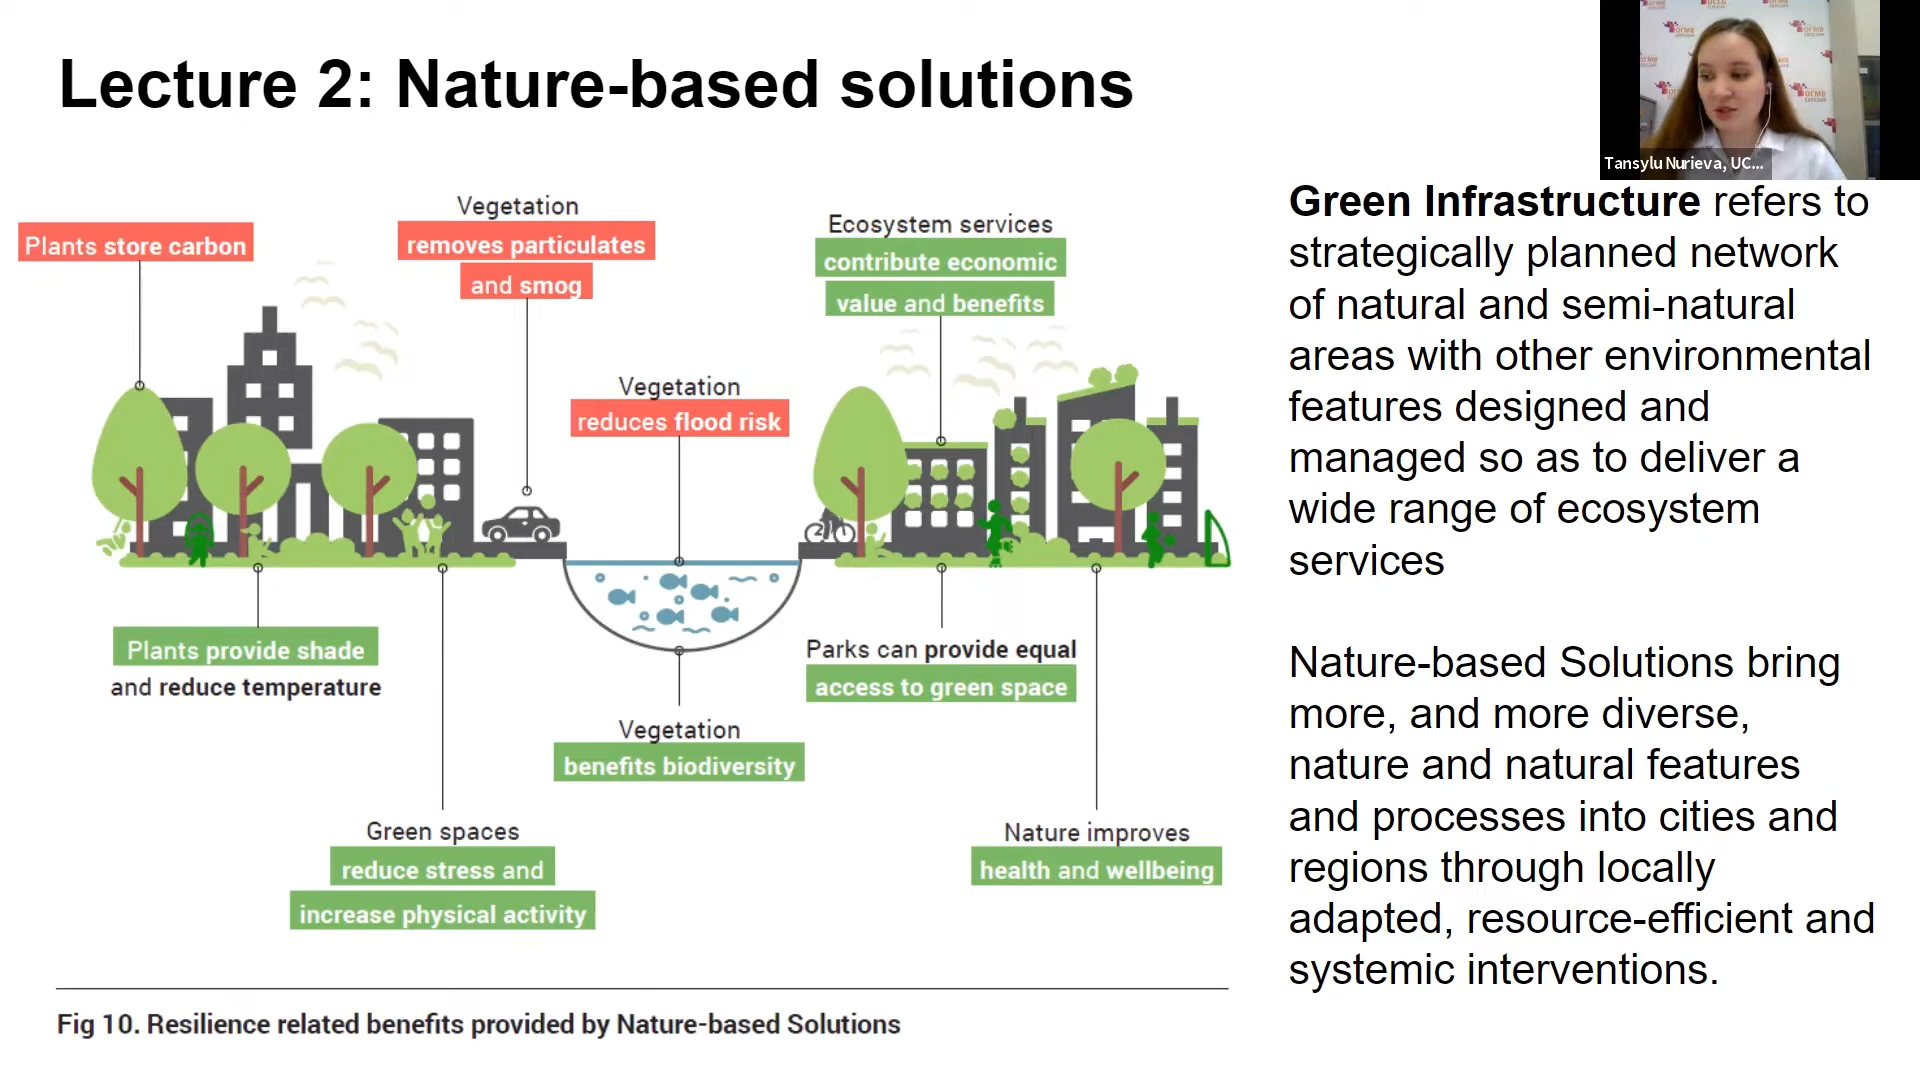 Lecture 2: Nature-based solutions
UCLG
ОГМВ
ЕВРАЗИЯ
Tansylu Nurieva, UC...
Plants store carbon
Vegetation
removes particulates
and smog
Vegetation
reduces flood risk
Ecosystem services
contribute economic
value and benefits
Plants provide shade
and reduce temperature
Vegetation
benefits biodiversity
Parks can provide equal
access to green space
Green spaces
reduce stress and
increase physical activity
Nature improves
health and wellbeing
Fig 10. Resilience related benefits provided by Nature-based Solutions
Green Infrastructure refers to
strategically planned network
of natural and semi-natural
areas with other environmental
features designed and
managed so as to deliver a
wide range of ecosystem
services
Nature-based Solutions bring
more, and more diverse,
nature and natural features
and processes into cities and
regions through locally
adapted, resource-efficient and
systemic interventions.